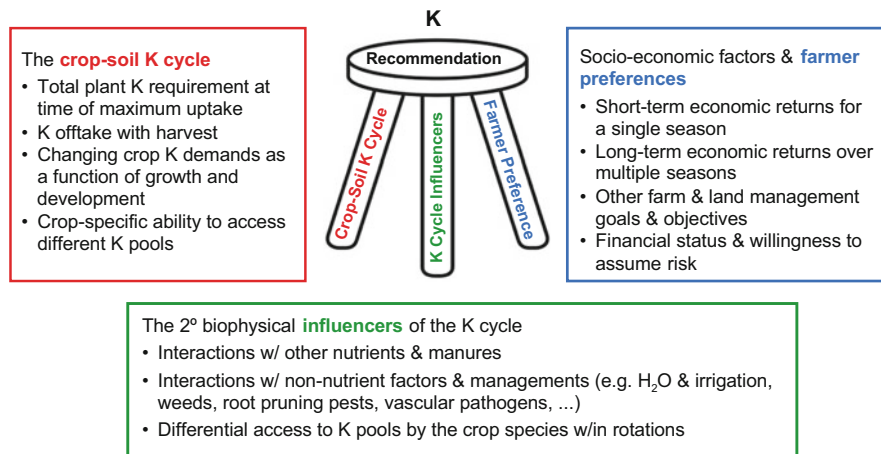 K
Recommendation
Crop-Soil K Cycle
K Cycle Influencers
Farmer Preference
The crop-soil K cycle
• Total plant K requirement at
time of maximum uptake
• K offtake with harvest
• Changing crop K demands as
a function of growth and
development
• Crop-specific ability to access
different K pools
Socio-economic factors & farmer
preferences
• Short-term economic returns for
a single season
• Long-term economic returns over
multiple seasons
• Other farm & land management
goals & objectives
• Financial status & willingness to
assume risk
The 2º biophysical influencers of the K cycle
• Interactions w/ other nutrients & manures
• Interactions w/ non-nutrient factors & managements (e.g. H₂O & irrigation,
weeds, root pruning pests, vascular pathogens, ...)
• Differential access to K pools by the crop species w/in rotations